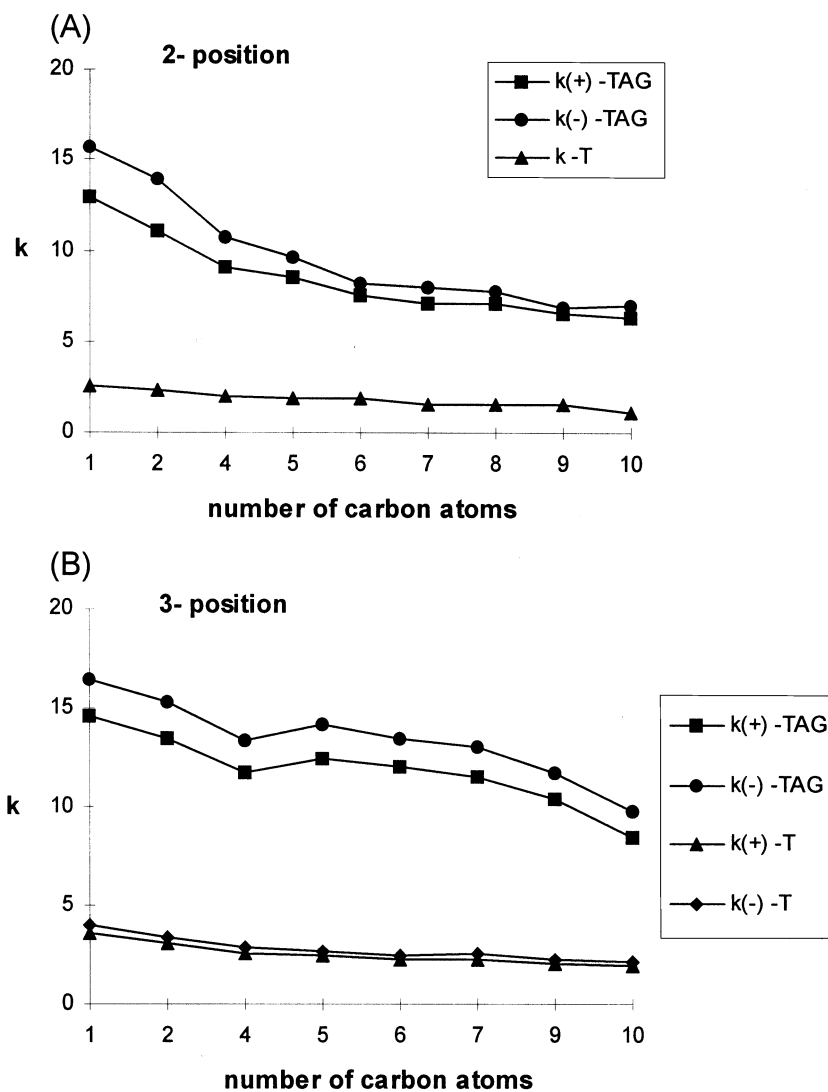 (A)
2- position
20
15
10
5
0
k
k(+) -TAG
k(-) -TAG
k -T
1 2 4 5 6 7 8 9 10
number of carbon atoms
(B)
3- position
20
15
10
5
0
k
k(+) -TAG
k(-) -TAG
k(+) -T
k(-) -T
1 2 4 5 6 7 9 10
number of carbon atoms